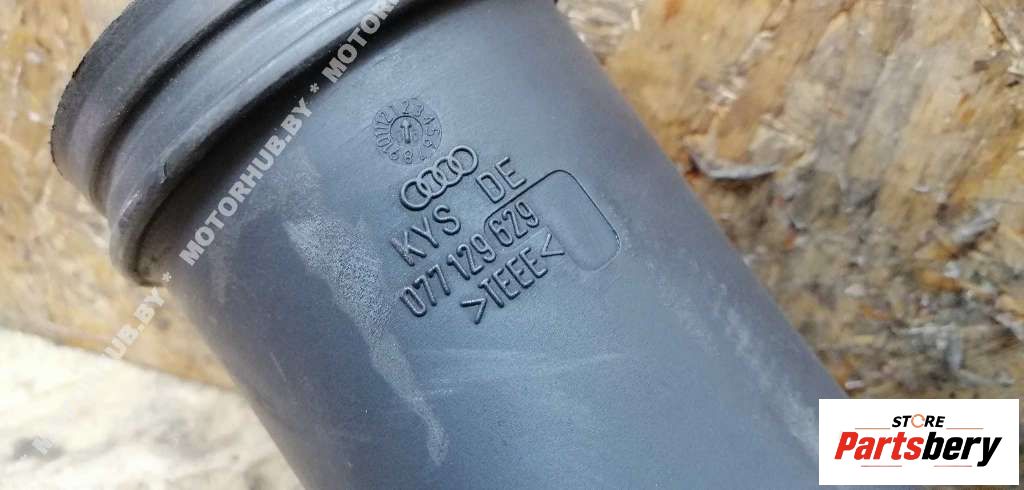 KYS DE
077 129 629
>TEEE<
MOTORHUB.BY * MOTORHUB.BY * MOTOR
STORE
Partsbery